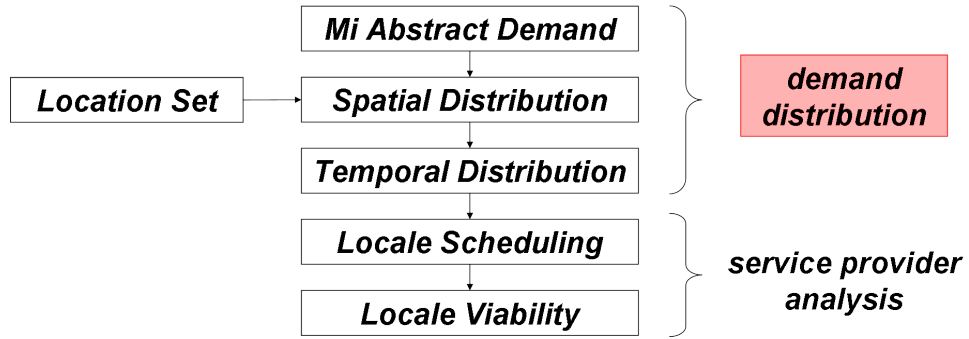 Mi Abstract Demand
Location Set
Spatial Distribution
demand
distribution
Temporal Distribution
Locale Scheduling
service provider
analysis
Locale Viability